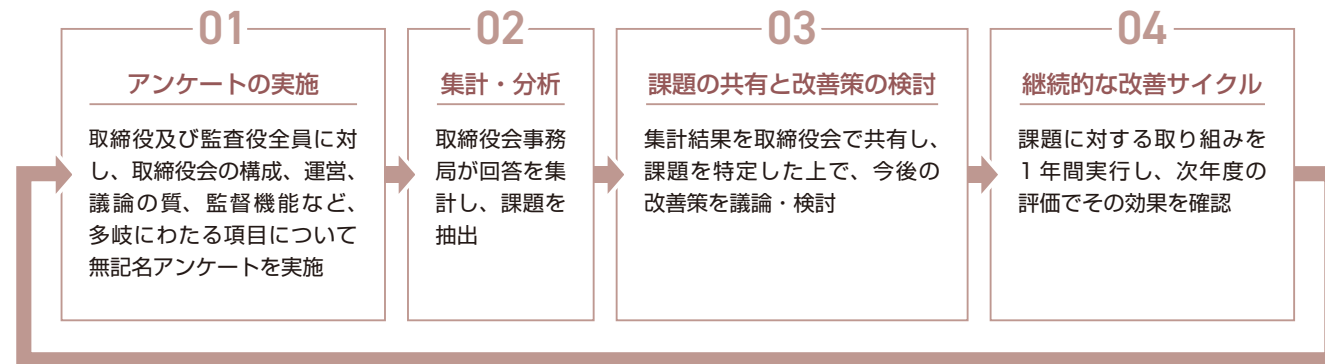 01
アンケートの実施
取締役及び監査役全員に対
し、取締役会の構成、運営、
議論の質、監督機能など、
多岐にわたる項目について
無記名アンケートを実施
02
集計・分析
取締役会事務
局が回答を集
計し、課題を
抽出
03
課題の共有と改善策の検討
集計結果を取締役会で共有し、
課題を特定した上で、今後の
改善策を議論・検討
04
継続的な改善サイクル
課題に対する取り組みを
1年間実行し、次年度の
評価でその効果を確認